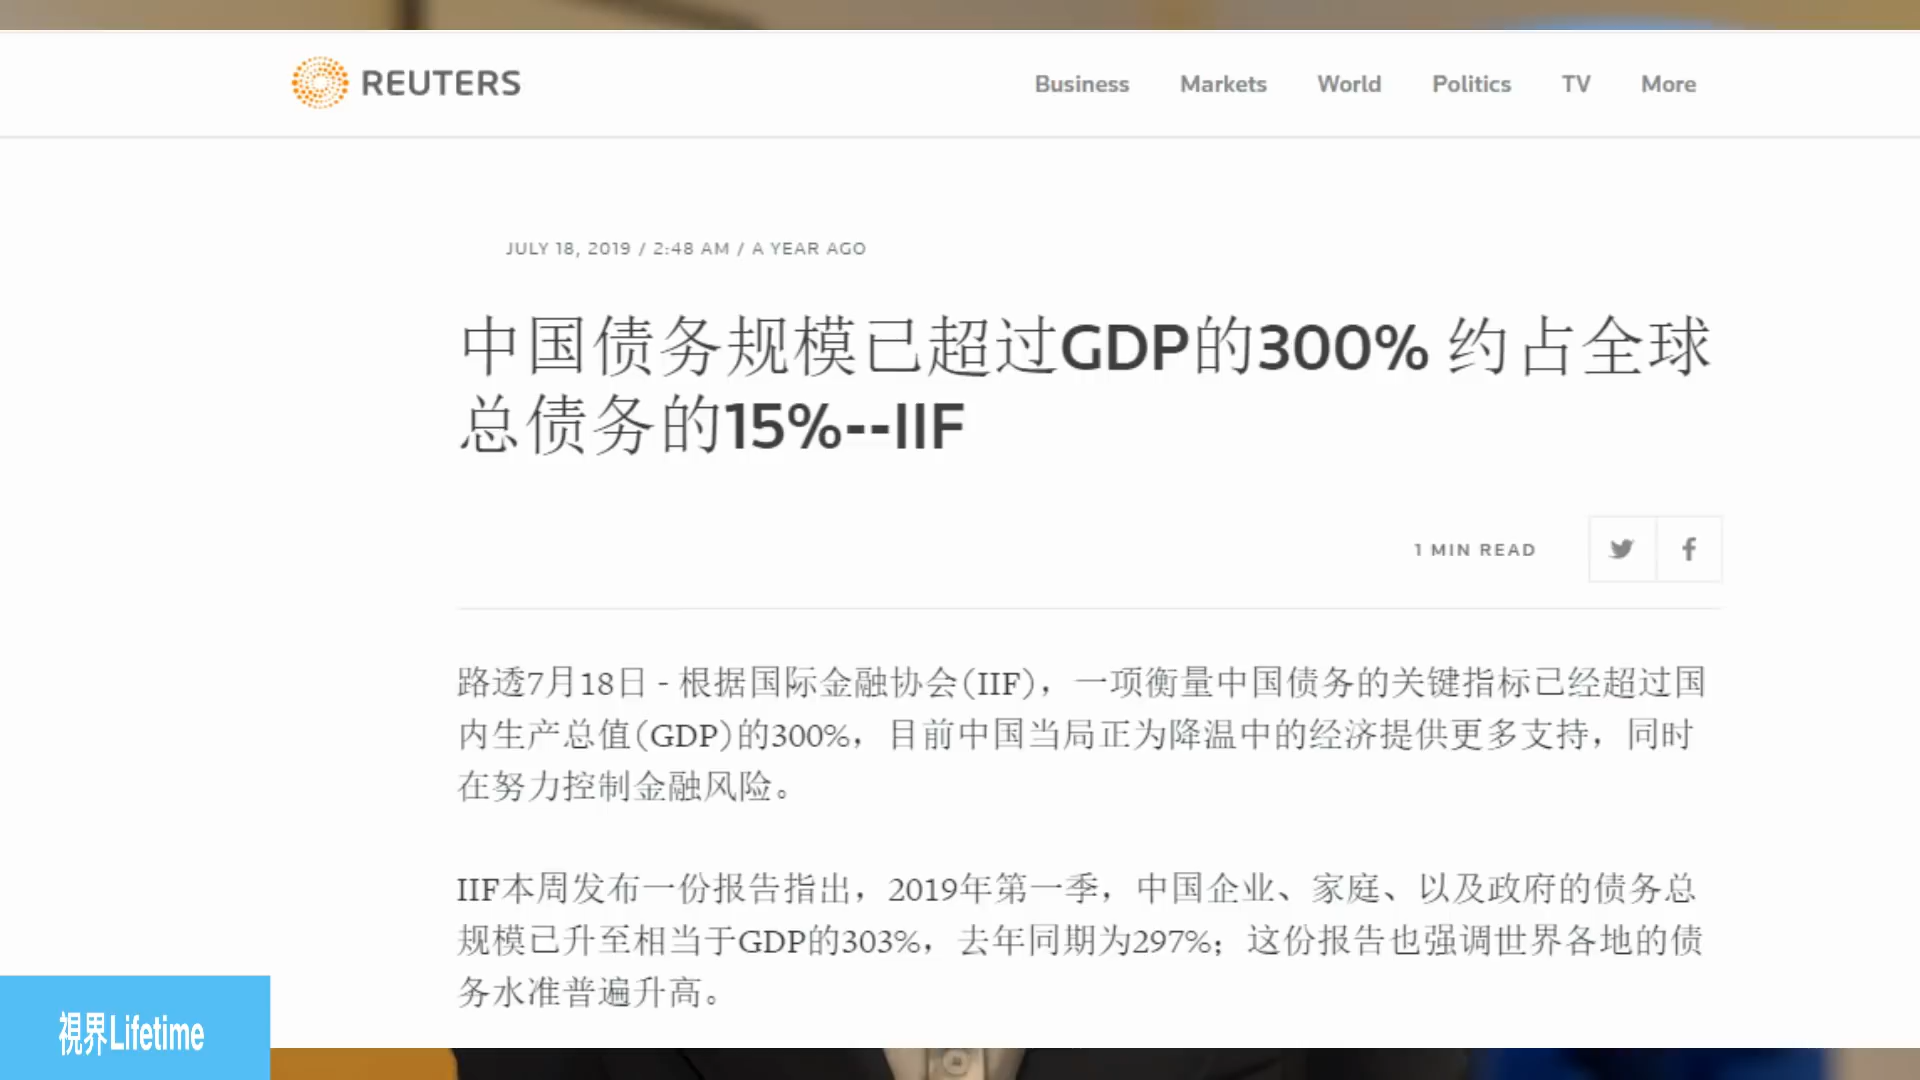 REUTERS
Business Markets World Politics TV More
JULY 18, 2019 / 2:48 AM / A YEAR AGO
中国债务规模已超过GDP的300% 约占全球
总债务的15%--IIF
1 MIN READ
路透7月18日 - 根据国际金融协会(IIF)，一项衡量中国债务的关键指标已经超过国
内生产总值(GDP)的300%，目前中国当局正为降温中的经济提供更多支持，同时
在努力控制金融风险。
IIF本周发布一份报告指出，2019年第一季，中国企业、家庭、以及政府的债务总
规模已升至相当于GDP的303%，去年同期为297%；这份报告也强调世界各地的债
务水准普遍升高。
視界Lifetime